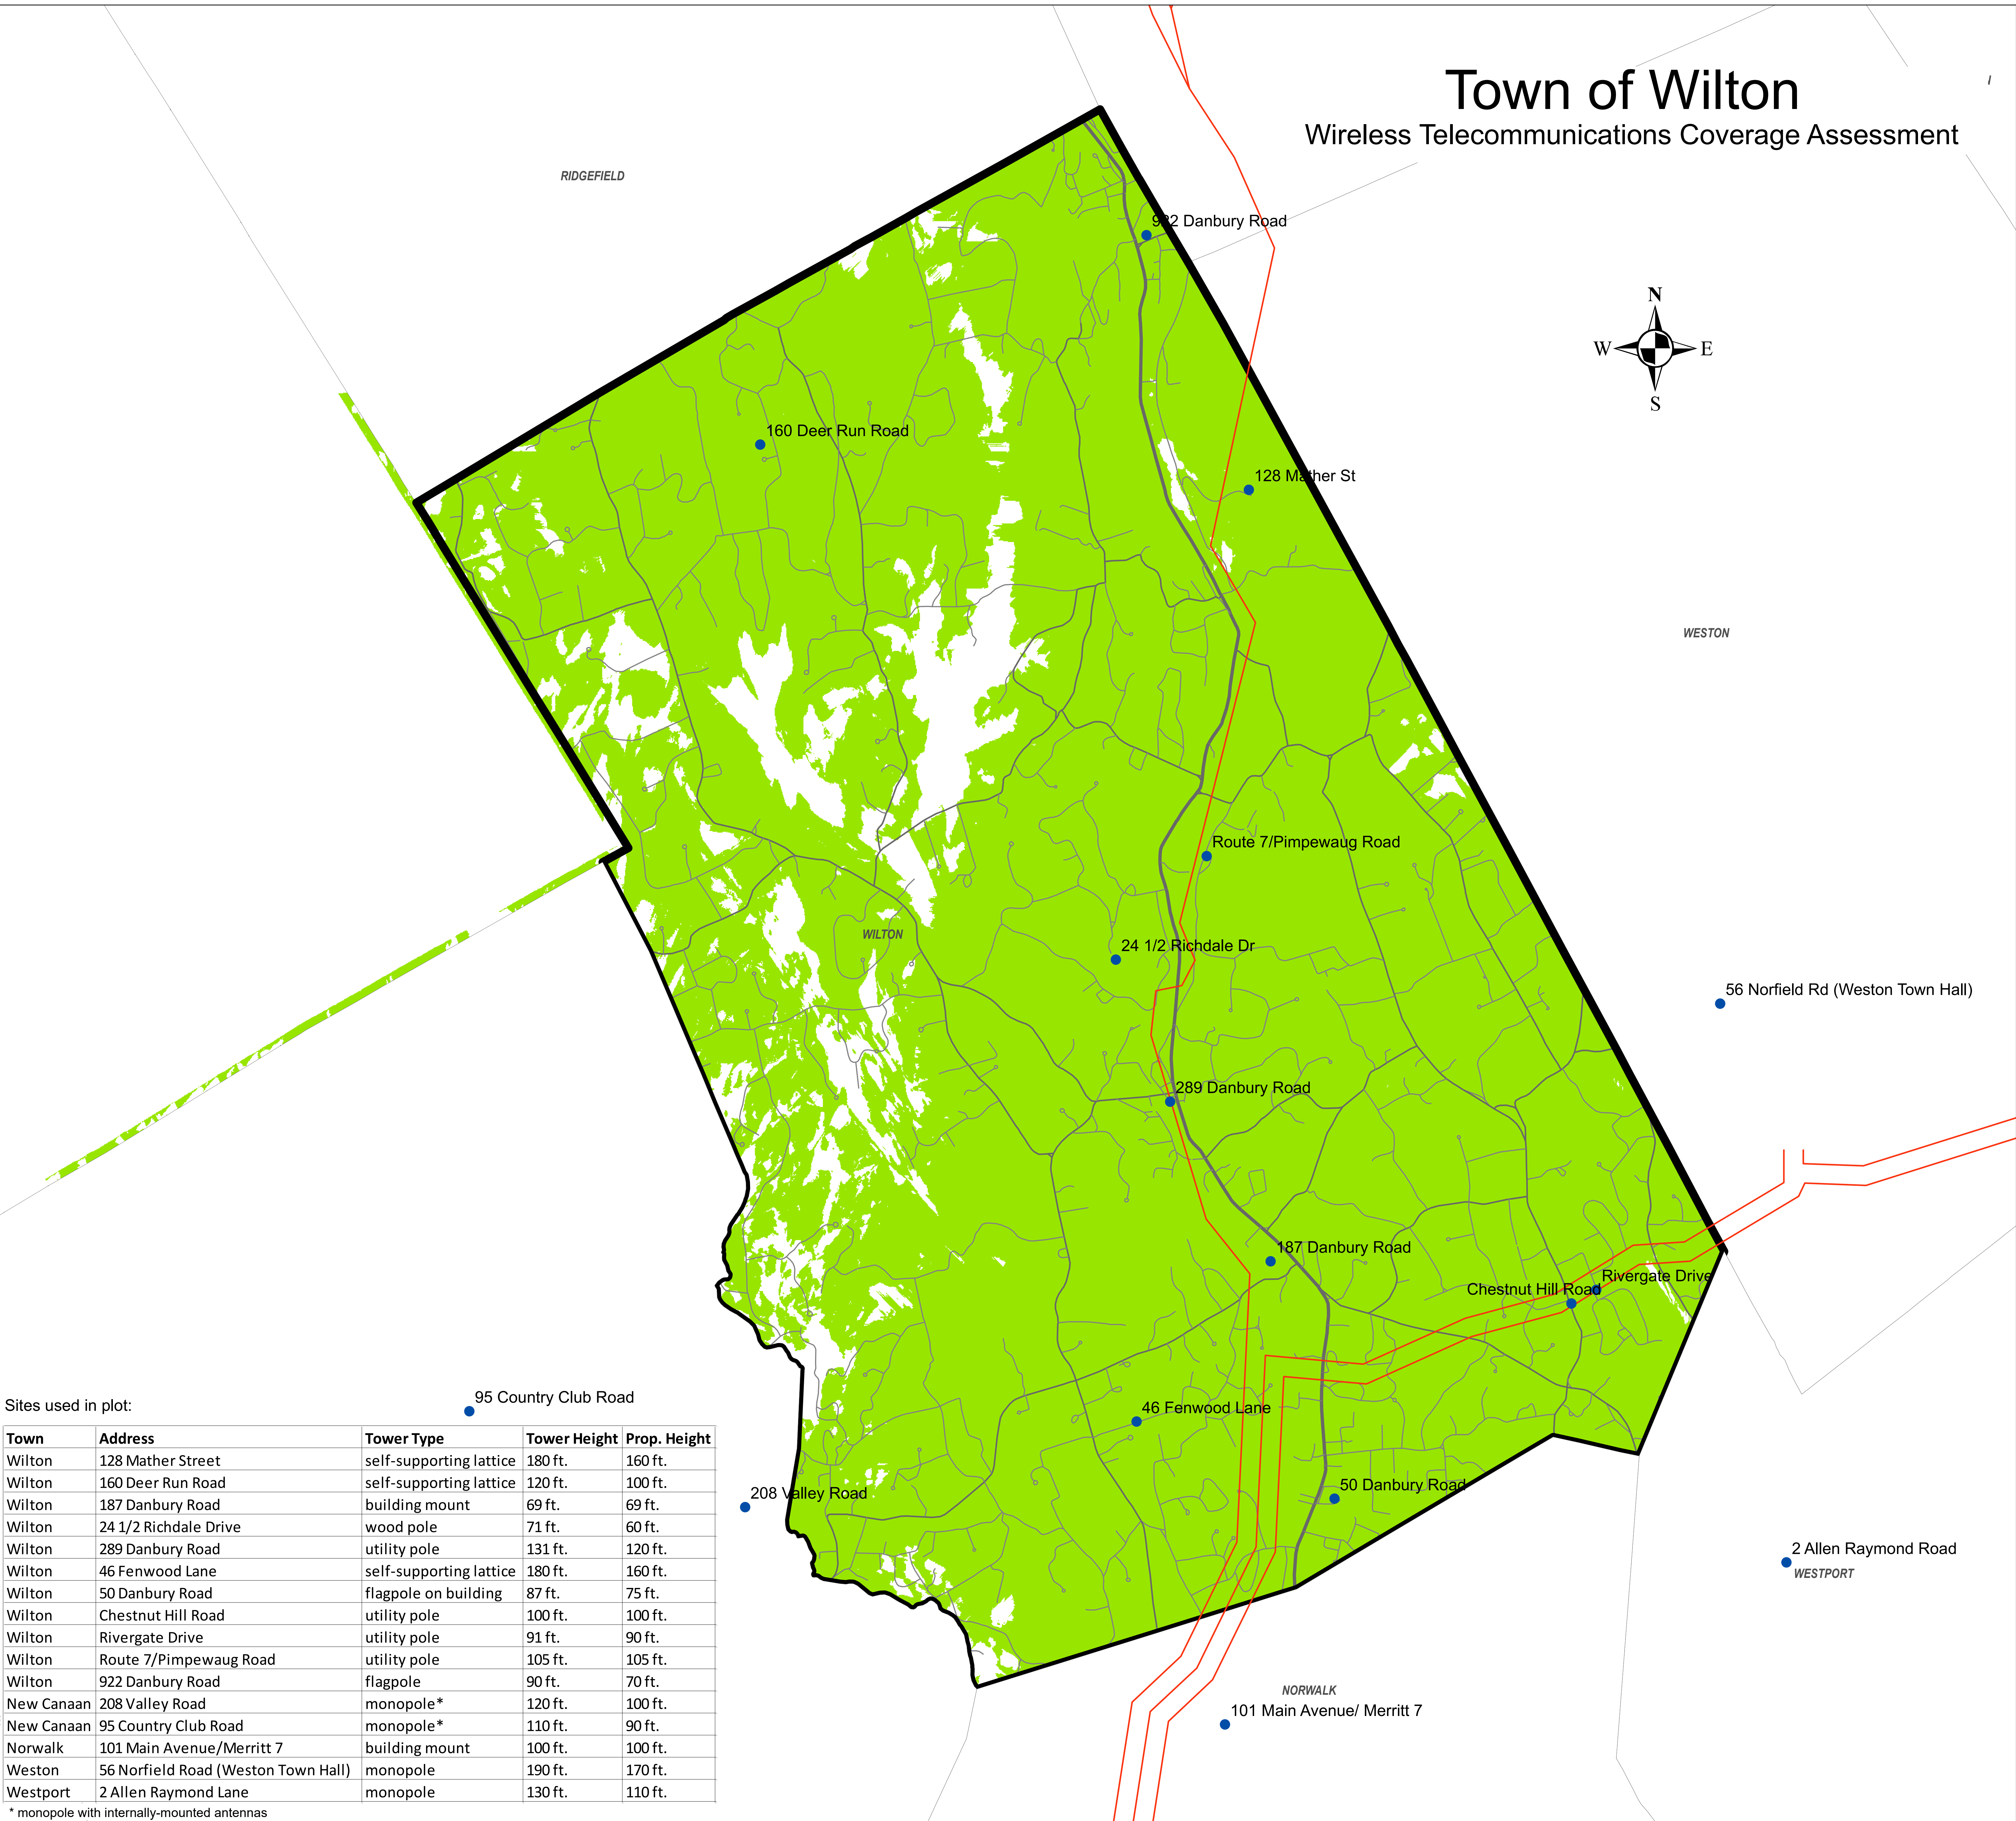 Town of Wilton
Wireless Telecommunications Coverage Assessment
I
RIDGEFIELD
922 Danbury Road
N
W E
S
160 Deer Run Road
128 Mather St
WESTON
Route 7/Pimpewaug Road
WILTON
24 1/2 Richdale Dr
56 Norfield Rd (Weston Town Hall)
289 Danbury Road
187 Danbury Road
Rivergate Drive
Chestnut Hill Road
95 Country Club Road
46 Fenwood Lane
208 Valley Road
50 Danbury Road
2 Allen Raymond Road
WESTPORT
NORWALK
101 Main Avenue/ Merritt 7
Sites used in plot:
Town Address Tower Type Tower Height Prop. Height
Wilton 128 Mather Street self-supporting lattice 180 ft. 160 ft.
Wilton 160 Deer Run Road self-supporting lattice 120 ft. 100 ft.
Wilton 187 Danbury Road building mount 69 ft. 69 ft.
Wilton 24 1/2 Richdale Drive wood pole 71 ft. 60 ft.
Wilton 289 Danbury Road utility pole 131 ft. 120 ft.
Wilton 46 Fenwood Lane self-supporting lattice 180 ft. 160 ft.
Wilton 50 Danbury Road flagpole on building 87 ft. 75 ft.
Wilton Chestnut Hill Road utility pole 100 ft. 100 ft.
Wilton Rivergate Drive utility pole 91 ft. 90 ft.
Wilton Route 7/Pimpewaug Road utility pole 105 ft. 105 ft.
Wilton 922 Danbury Road flagpole 90 ft. 70 ft.
New Canaan 208 Valley Road monopole* 120 ft. 100 ft.
New Canaan 95 Country Club Road monopole* 110 ft. 90 ft.
Norwalk 101 Main Avenue/Merritt 7 building mount 100 ft. 100 ft.
Weston 56 Norfield Road (Weston Town Hall) monopole 190 ft. 170 ft.
Westport 2 Allen Raymond Lane monopole 130 ft. 110 ft.
* monopole with internally-mounted antennas